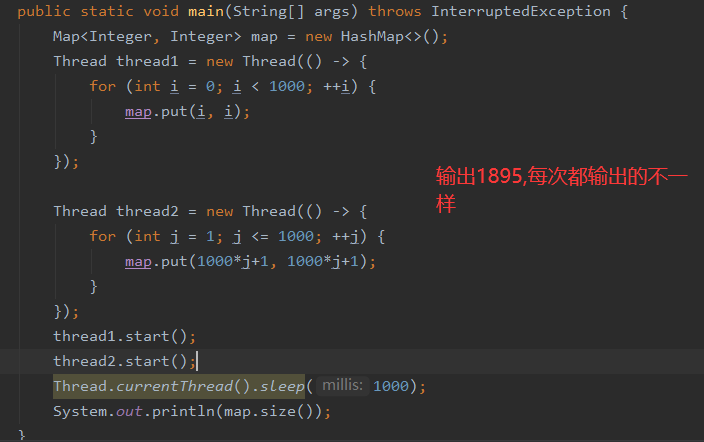 public static void main(String[] args) throws InterruptedException {
Map<Integer, Integer> map = new HashMap<>();
Thread thread1 = new Thread(() -> {
for (int i = 0; i < 1000; ++i) {
map.put(i, i);
}
});
输出1895,每次都输出的不一
样
Thread thread2 = new Thread(() -> {
for (int j = 1; j <= 1000; ++j) {
map.put(1000*j+1, 1000*j+1);
}
});
thread1.start();
thread2.start();
Thread.currentThread().sleep( millis: 1000);
System.out.println(map.size());
}